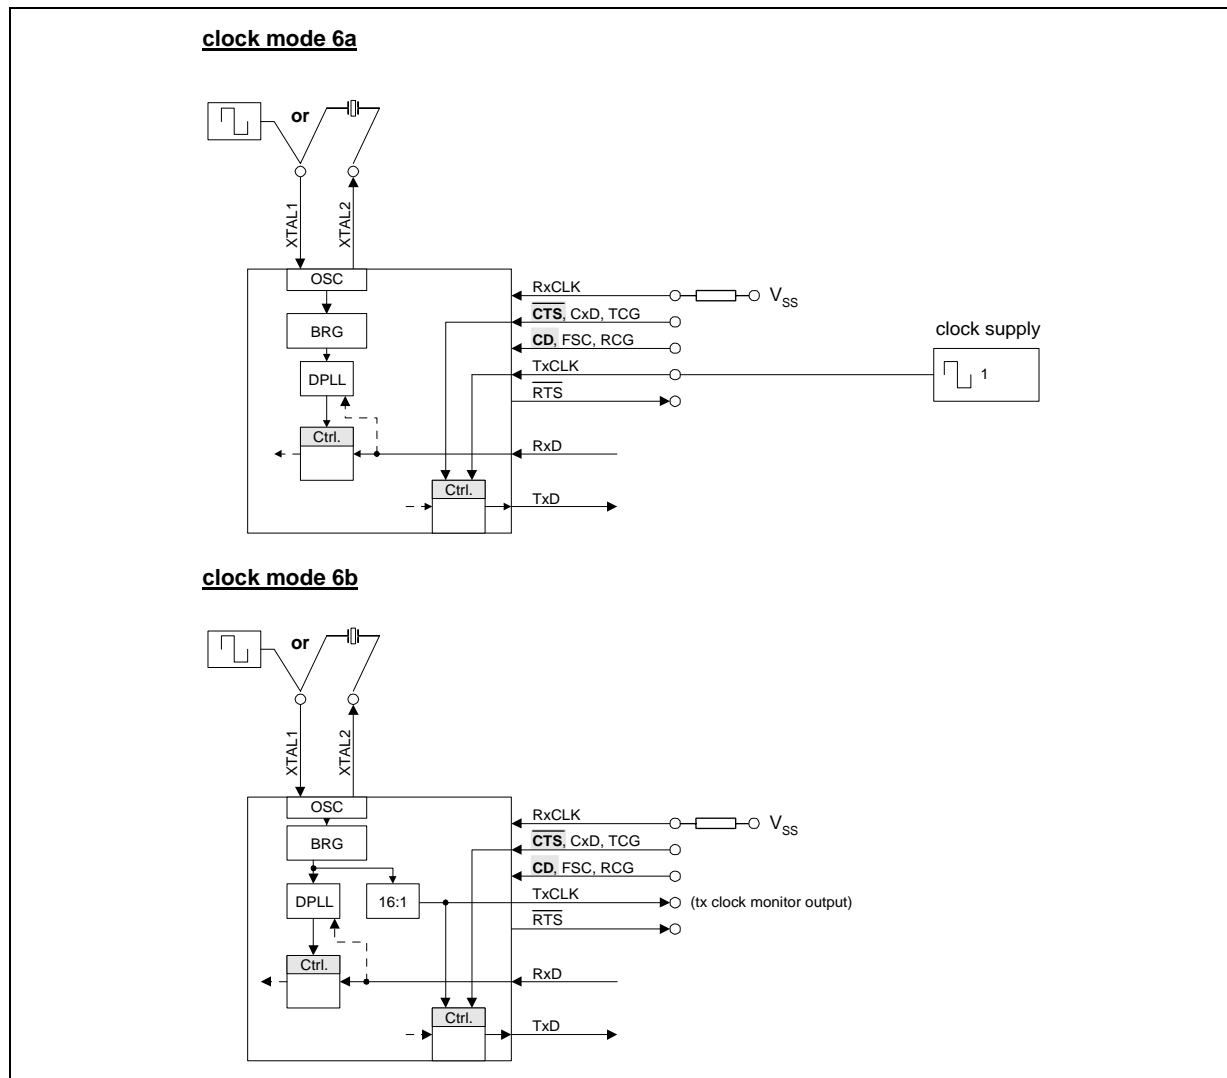 clock mode 6a
or
XTAL1
XTAL2
OSC
BRG
DPLL
Ctrl.
RxCLK
VSS
CTS, CxD, TCG
CD, FSC, RCG
clock supply
TxCLK
1
RTS
RxD
Ctrl.
TxD
clock mode 6b
or
XTAL1
XTAL2
OSC
BRG
DPLL
16:1
Ctrl.
RxCLK
VSS
CTS, CxD, TCG
CD, FSC, RCG
TxCLK
(tx clock monitor output)
RTS
RxD
Ctrl.
TxD